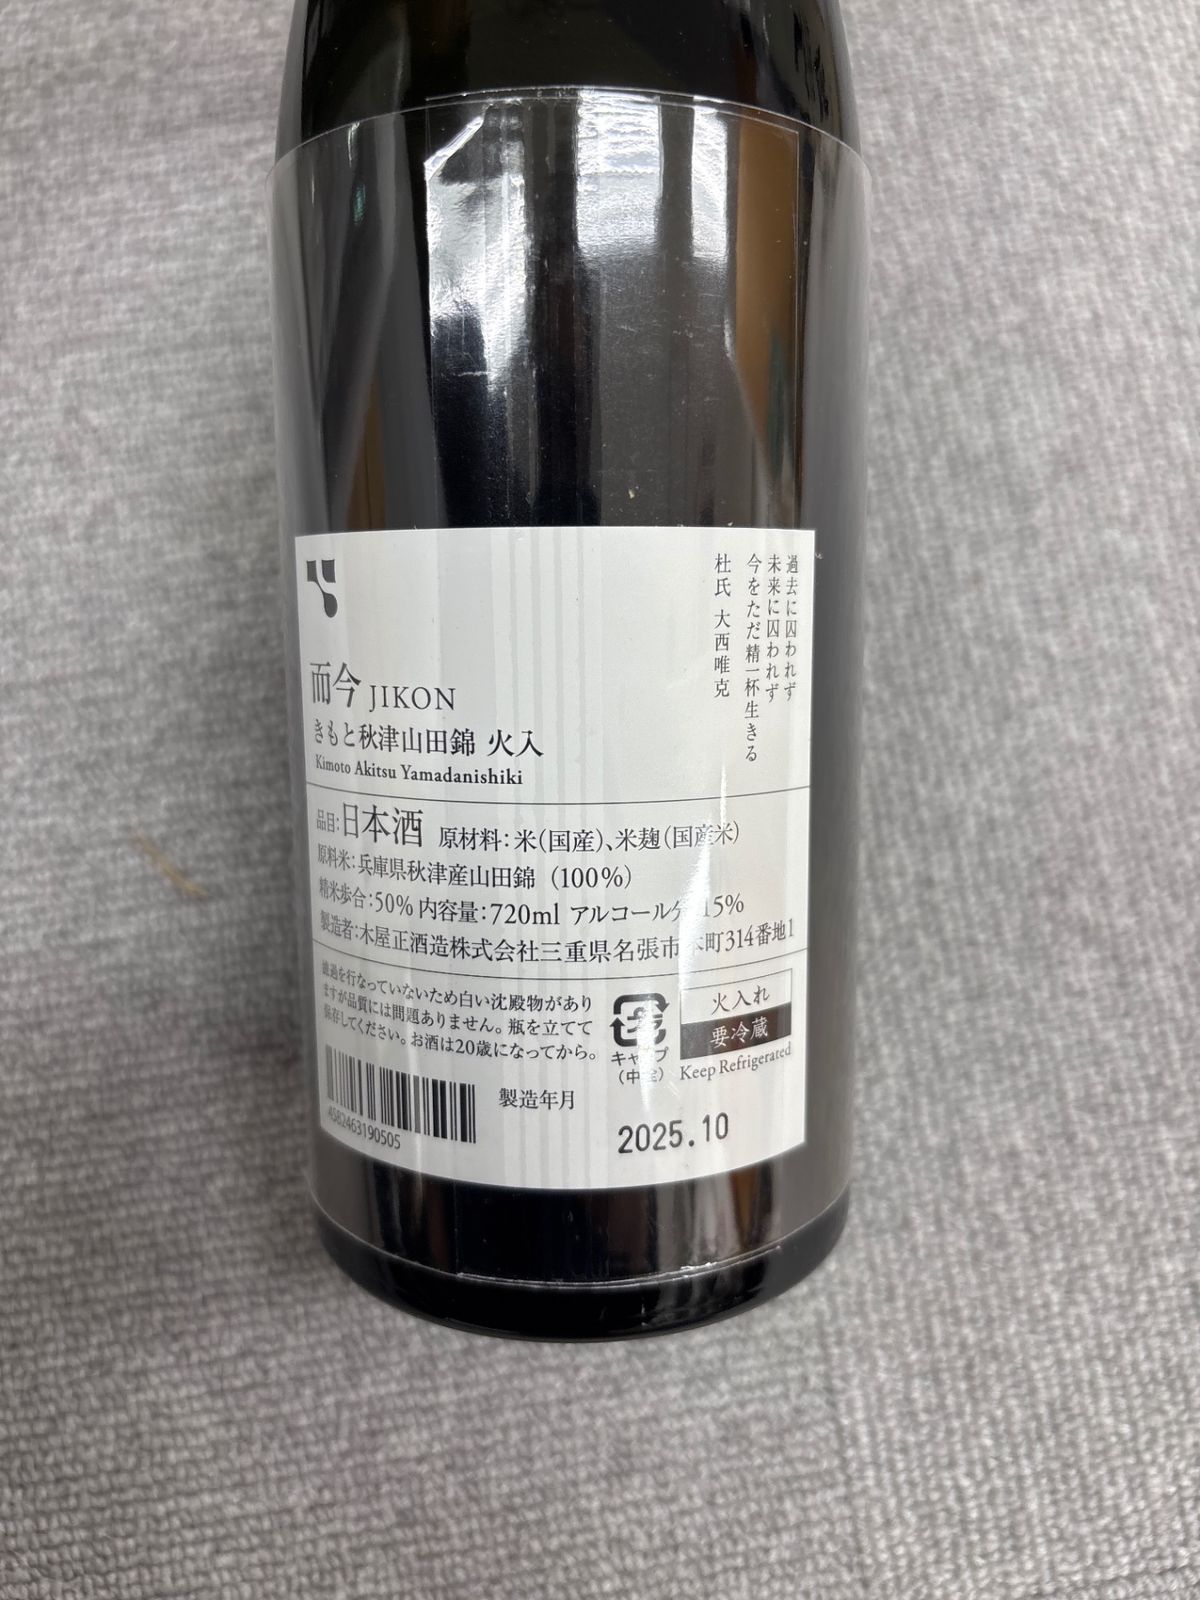 過去に囚われず
未来に囚われず
今をただ精一杯生きる
杜氏 大西唯克
而今 JIKON
きもと秋津山田錦 火入
Kimoto Akitsu Yamadanishiki
品目:日本酒 原材料:米(国産)、米麹(国産米)
原料米:兵庫県秋津産山田錦(100%)
精米歩合:50% 内容量:720ml アルコール分 15%
製造者:木屋正酒造株式会社三重県名張市本町314番地1
濾過を行なっていないため白い沈殿物があり
ますが品質には問題ありません。瓶を立てて
保存してください。お酒は20歳になってから。
キャップ
(中栓)
火入れ
要冷蔵
Keep Refrigerated
4582463190505
製造年月
2025.10